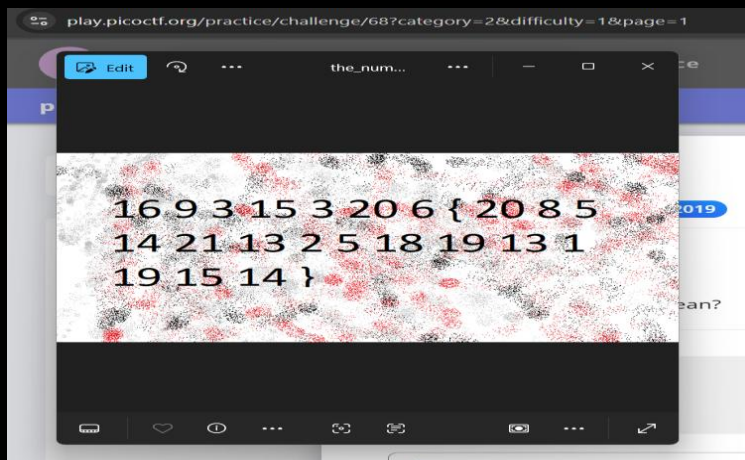 play.picoctf.org/practice/challenge/68?category=2&difficulty=1&page=1
Edit
the_num...
ce
p
2019
16 9 3 15 3 20 6 { 20 8 5
14 21 13 2 5 18 19 13 1
19 15 14 }
ean?